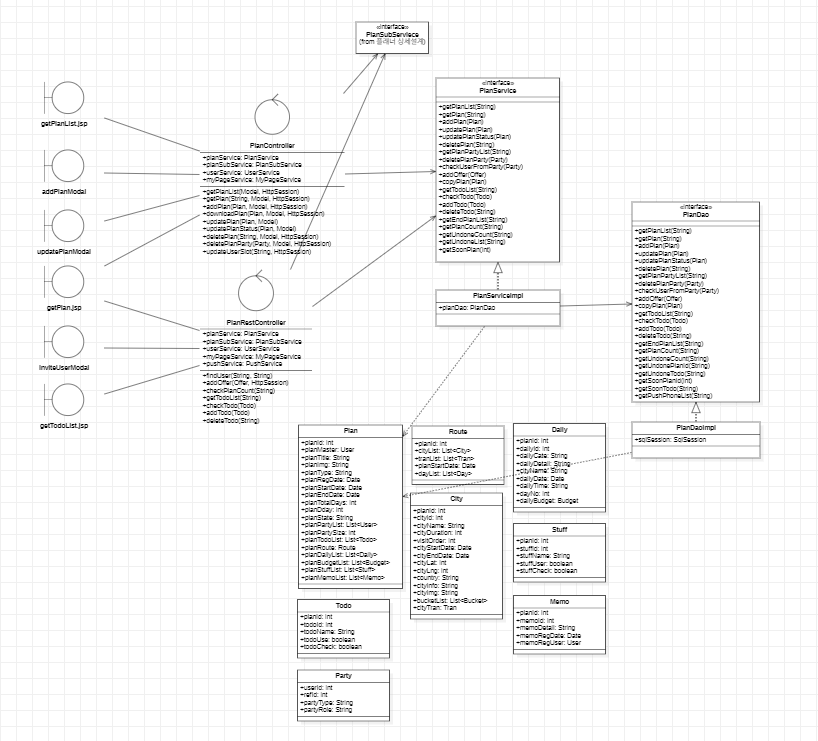 «interface»
PlanSubServiece
(from 플래너 상세설계)
getPlanList.jsp
addPlanModal
updatePlanModal
getPlan.jsp
InviteUserModal
getTodoList.jsp
PlanController
+planService: PlanService
+planSubService: PlanSubService
+userService: UserService
+myPageService: MyPageService
+getPlanList(Model, HttpSession)
+getPlan(String, Model, HttpSession)
+addPlan(Plan, Model, HttpSession)
+downloadPlan(Plan, Model, HttpSession)
+updatePlan(Plan, Model)
+updatePlanStatus(Plan, Model)
+deletePlan(String, Model, HttpSession)
+deletePlanParty(Party, Model, HttpSession)
+updateUserSlot(String, HttpSession)
PlanRestController
+planService: PlanService
+planSubService: PlanSubService
+userService: UserService
+myPageService: MyPageService
+pushService: PushService
+findUser(String, String)
+addOffer(Offer, HttpSession)
+checkPlanCount(String)
+getTodoList(String)
+checkTodo(Todo)
+addTodo(Todo)
+deleteTodo(String)
«interface»
PlanService
+getPlanList(String)
+getPlan(String)
+addPlan(Plan)
+updatePlan(Plan)
+updatePlanStatus(Plan)
+deletePlan(String)
+getPlanPartyList(String)
+deletePlanParty(Party)
+checkUserFromParty(Party)
+addOffer(Offer)
+copyPlan(Plan)
+getTodoList(String)
+checkTodo(Todo)
+addTodo(Todo)
+deleteTodo(String)
+getEndPlanList(String)
+getPlanCount(String)
+getUndoneCount(String)
+getUndoneList(String)
+getSoonPlan(int)
PlanServiceImpl
+planDao: PlanDao
«interface»
PlanDao
+getPlanList(String)
+getPlan(String)
+addPlan(Plan)
+updatePlan(Plan)
+updatePlanStatus(Plan)
+deletePlan(String)
+getPlanPartyList(String)
+deletePlanParty(Party)
+checkUserFromParty(Party)
+addOffer(Offer)
+copyPlan(Plan)
+getTodoList(String)
+checkTodo(Todo)
+addTodo(Todo)
+deleteTodo(String)
+getEndPlanList(String)
+getPlanCount(String)
+getUndoneCount(String)
+getUndonePlanId(String)
+getUndoneTodo(String)
+getSoonPlanId(int)
+getSoonTodo(String)
+getPushPhoneList(String)
PlanDaoImpl
+sqlSession: SqlSession
Plan
+planId: int
+planMaster: User
+planTitle: String
+planImg: String
+planType: String
+planRegDate: Date
+planStartDate: Date
+planEndDate: Date
+planTotalDays: int
+planDday: int
+planState: String
+planPartyList: List<User>
+planPartySize: int
+planTodoList: List<Todo>
+planRoute: Route
+planDailyList: List<Daily>
+planBudgetList: List<Budget>
+planStuffList: List<Stuff>
+planMemoList: List<Memo>
Route
+planId: int
+cityList: List<City>
+tranList: List<Tran>
+planStartDate: Date
+dayList: List<Day>
Daily
+planId: int
+dailyId: int
+dailyCate: String
+dailyDetail: String
+cityName: String
+dailyDate: Date
+dailyTime: String
+dayNo: int
+dailyBudget: Budget
City
+planId: int
+cityId: int
+cityName: String
+cityDuration: int
+visitOrder: int
+cityStartDate: Date
+cityEndDate: Date
+cityLat: int
+cityLng: int
+country: String
+cityInfo: String
+cityImg: String
+bucketList: List<Bucket>
+cityTran: Tran
Stuff
+planId: int
+stuffId: int
+stuffName: String
+stuffUser: boolean
+stuffCheck: boolean
Todo
+planId: int
+todoId: int
+todoName: String
+todoUse: boolean
+todoCheck: boolean
Memo
+planId: int
+memoId: int
+memoDetail: String
+memoRegDate: Date
+memoRegUser: User
Party
+userId: int
+refId: int
+partyType: String
+partyRole: String